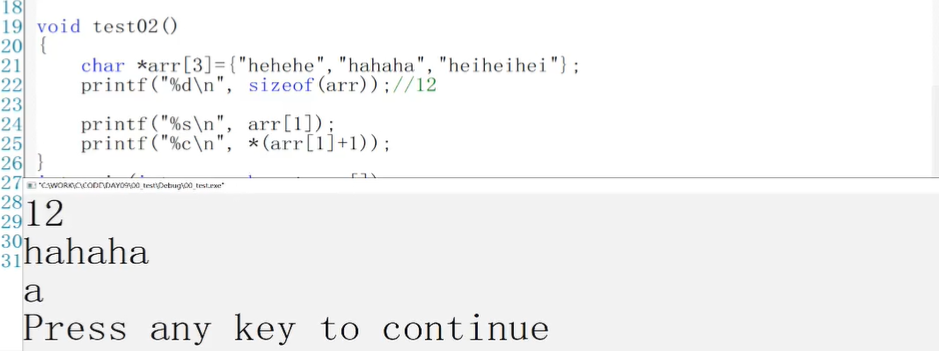 18
19 void test02()
20 {
21 char *arr[3]={"hehehe","hahaha","heiheihei"};
22 printf("%d\n", sizeof(arr));//12
23
24 printf("%s\n", arr[1]);
25 printf("%c\n", *(arr[1]+1));
26 }
27 "C:\WORK\C\CODE\DAY09\00_test\Debug\00_test.exe"
28
12
29
30
hahaha
31
a
Press any key to continue